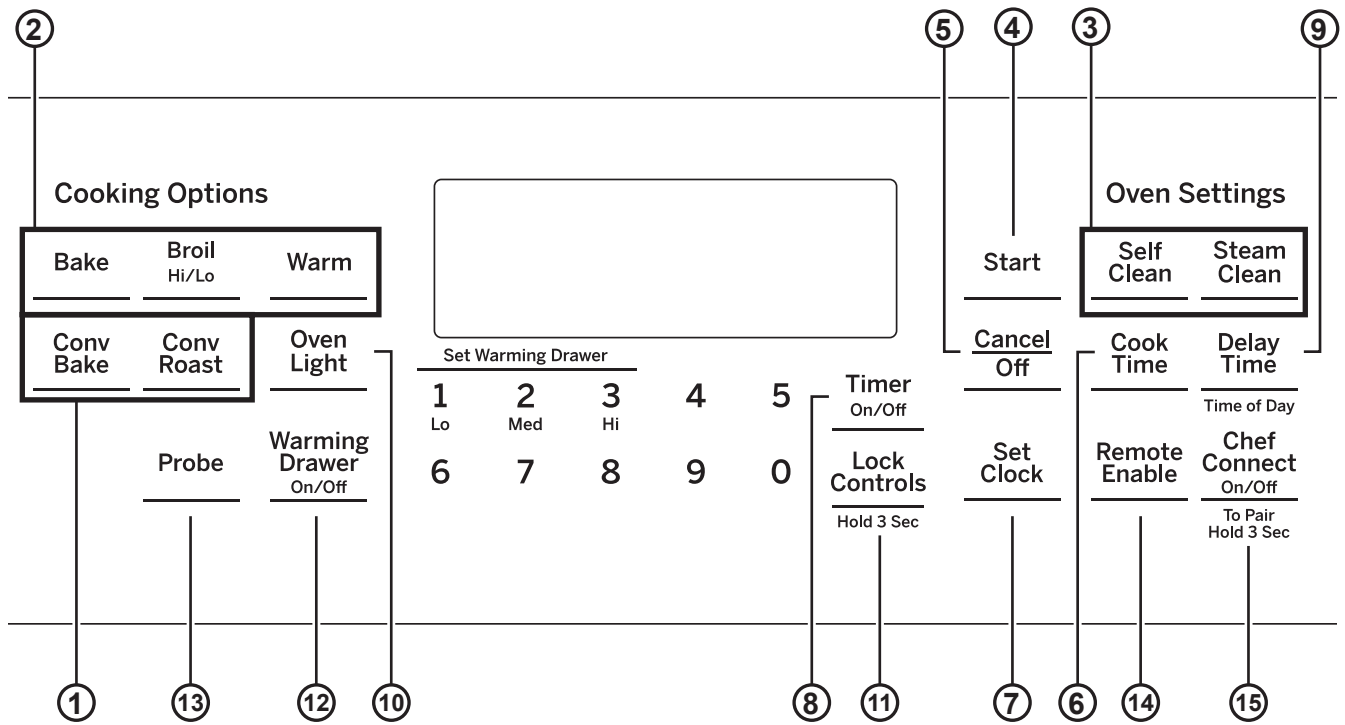 2
5
4
3
9
Cooking Options
Oven Settings
Bake
Broil
Hi/Lo
Warm
Start
Self
Clean
Steam
Clean
Conv
Bake
Conv
Roast
Oven
Light
Set Warming Drawer
Cancel
Off
Cook
Time
Delay
Time
Time of Day
1
Lo
2
Med
3
Hi
4
5
Timer
On/Off
Probe
Warming
Drawer
On/Off
6
7
8
9
0
Lock
Controls
Hold 3 Sec
Set
Clock
Remote
Enable
Chef
Connect
On/Off
To Pair
Hold 3 Sec
1
13
12
10
8
11
7
6
14
15